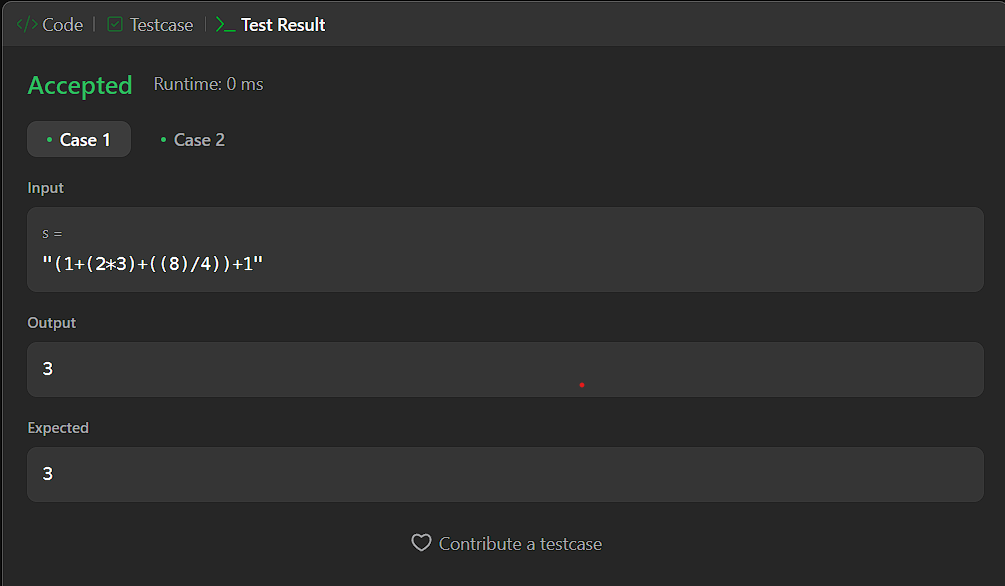 </> Code | Testcase | >_ Test Result
Accepted Runtime: 0 ms
• Case 1 • Case 2
Input
s =
"(1+(2*3)+((8)/4))+1"
Output
3
Expected
3
Contribute a testcase